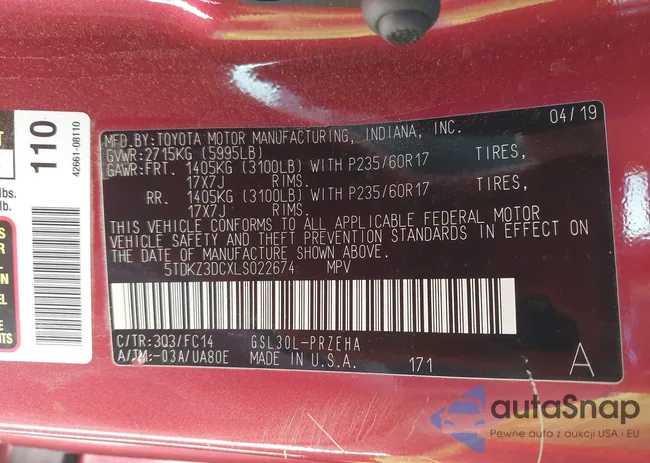 110
42661-08110
lbs.
lb.
04/19
MFD.BY:TOYOTA MOTOR MANUFACTURING, INDIANA, INC.
GVWR:2715KG (5995LB)
GAWR:FRT. 1405KG (3100LB) WITH P235/60R17 TIRES,
17X7J RIMS.
RR. 1405KG (3100LB) WITH P235/60R17 TIRES,
17X7J RIMS.
THIS VEHICLE CONFORMS TO ALL APPLICABLE FEDERAL MOTOR
VEHICLE SAFETY AND THEFT PREVENTION STANDARDS IN EFFECT ON
THE DATE OF MANUFACTURE SHOWN ABOVE.
5TDKZ3DCXLS022674 MPV
C/TR:3Q3/FC14 GSL30L-PRZEHA
A/TM:-03A/UA80E MADE IN U.S.A. 171 A
autaSnap
Pewne auta z aukcji USA i EU